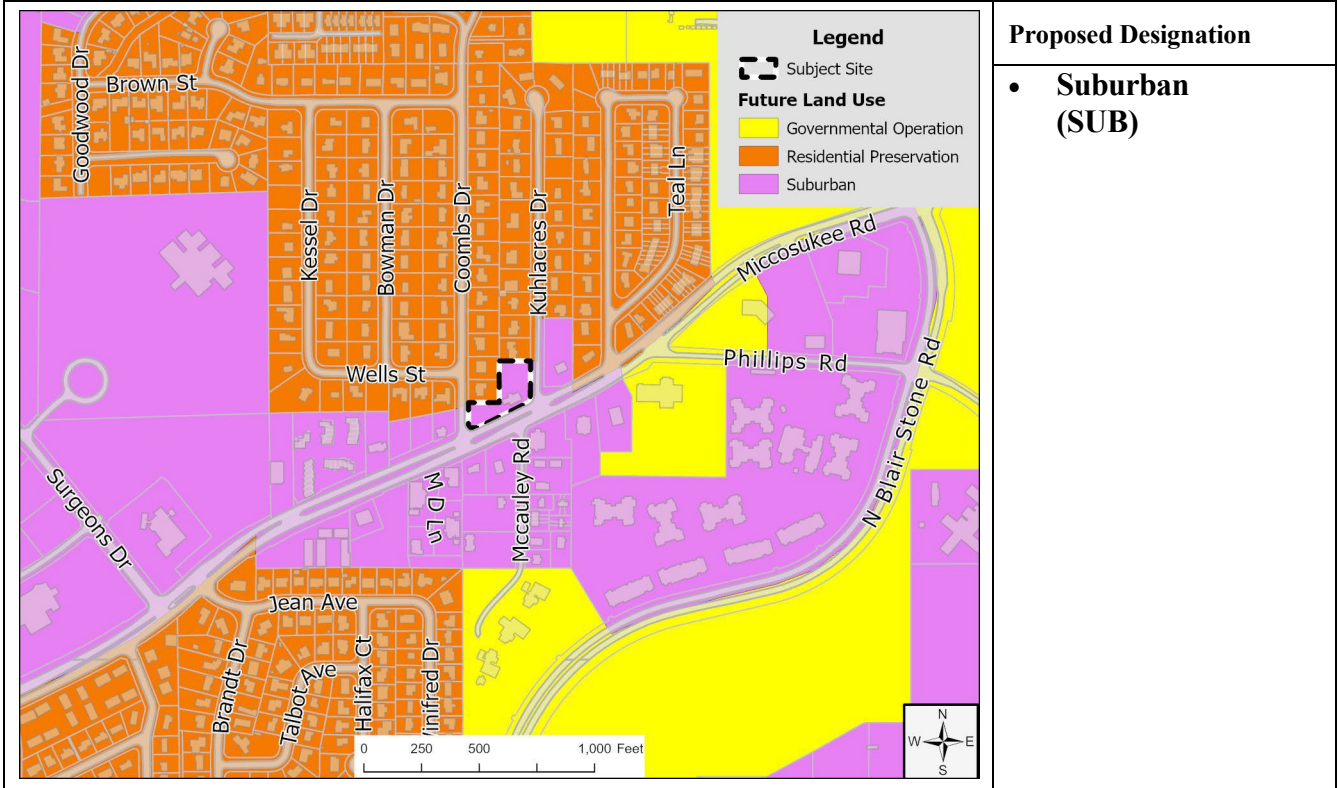 Legend
Subject Site
Future Land Use
Governmental Operation
Residential Preservation
Suburban
Goodwood Dr
Brown St
Kessel Dr
Bowman Dr
Coombs Dr
Kuhlacres Dr
Teal Ln
Miccosukee Rd
Wells St
Phillips Rd
N Blair Stone Rd
Surgeons Dr
M D Ln
Mccauley Rd
Jean Ave
Brandt Dr
Talbot Ave
Halifax Ct
Vinifred Dr
0 250 500 1,000 Feet
N
W E
S
Proposed Designation
• Suburban
(SUB)